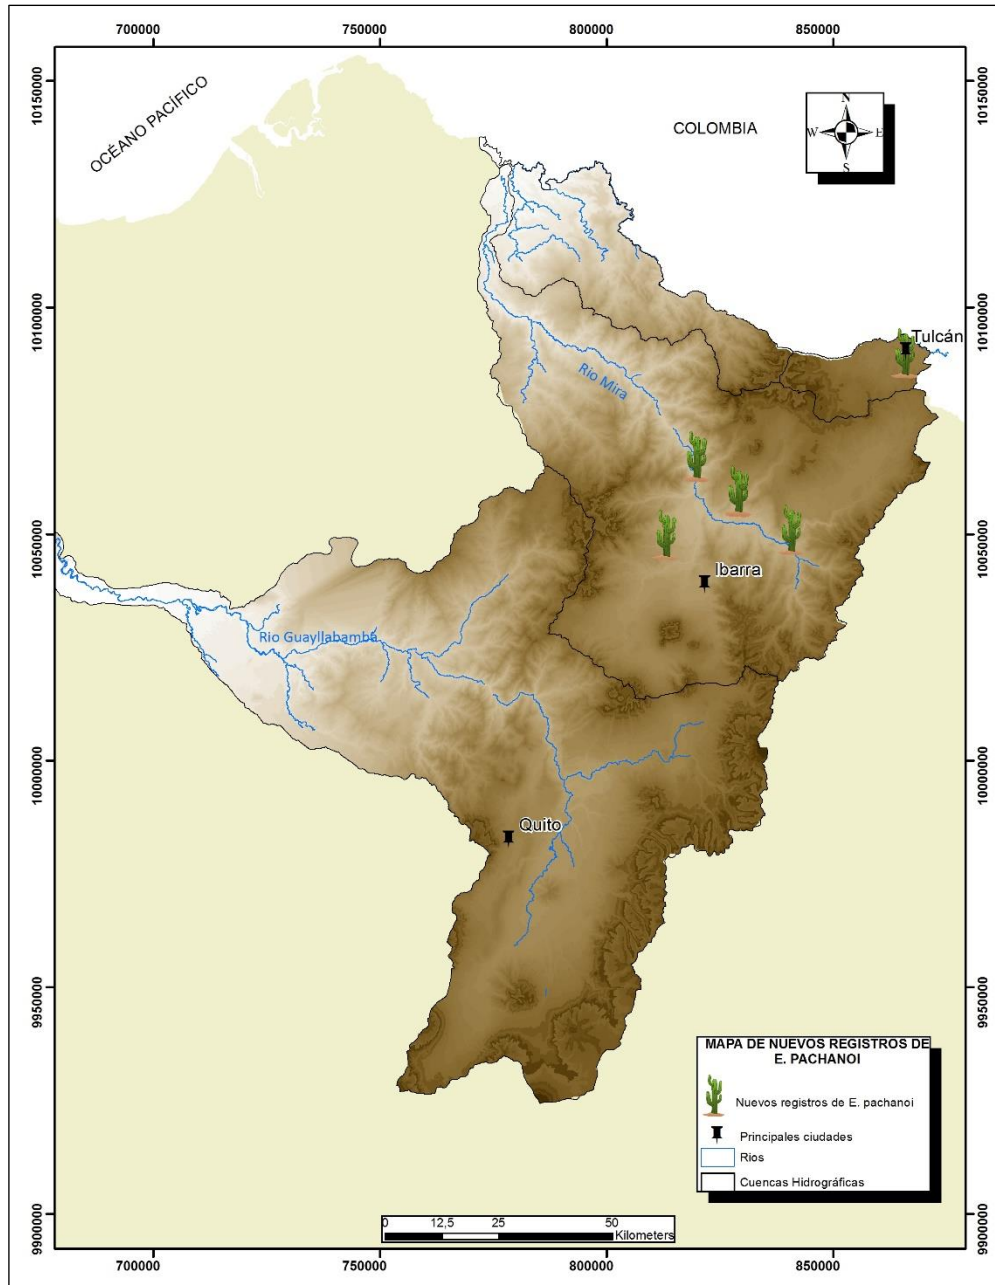 700000 750000 800000 850000
10150000
10150000
OCÉANO PACÍFICO
COLOMBIA
N
W E
S
10100000
10100000
Tulcán
Rio Mira
10050000
10050000
Ibarra
Rio Guayllabamba
10000000
10000000
Quito
9950000
9950000
MAPA DE NUEVOS REGISTROS DE
E. PACHANOI
Nuevos registros de E. pachanoi
Principales ciudades
Rios
Cuencas Hidrográficas
9900000
9900000
0 12,5 25 50
Kilometers
700000 750000 800000 850000